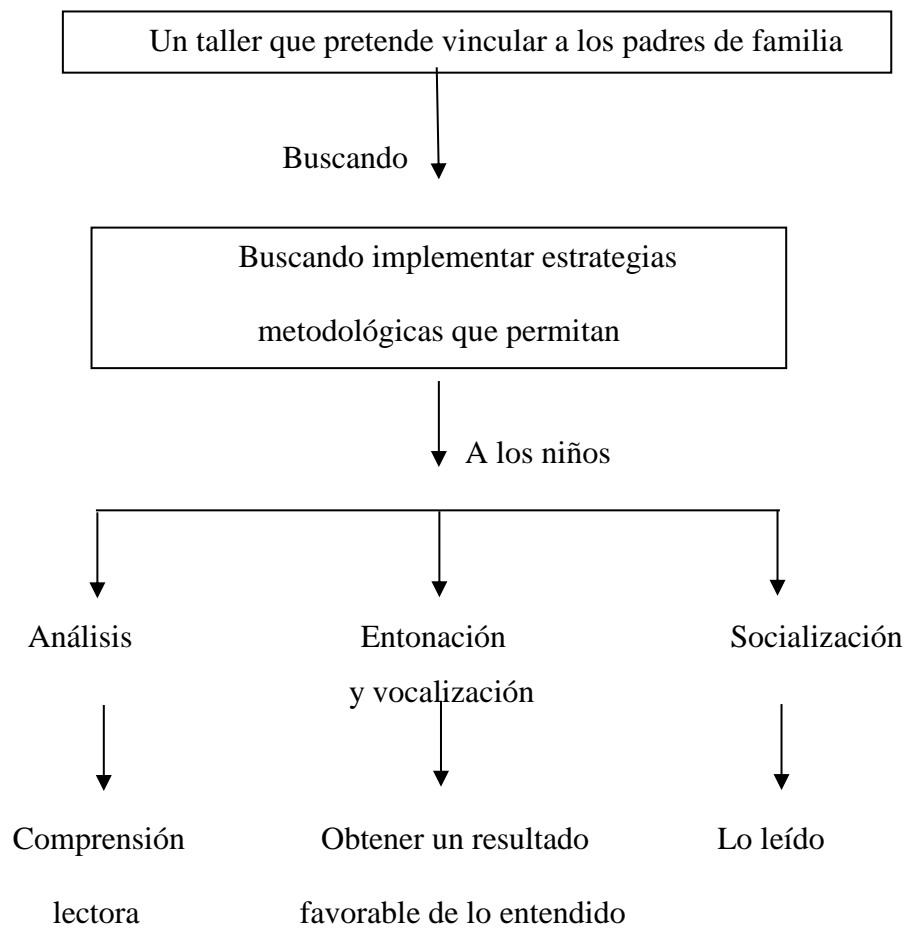 Un taller que pretende vincular a los padres de familia
Buscando
Buscando implementar estrategias
metodológicas que permitan
A los niños
Análisis
Entonación
y vocalización
Socialización
Comprensión
lectora
Obtener un resultado
favorable de lo entendido
Lo leído